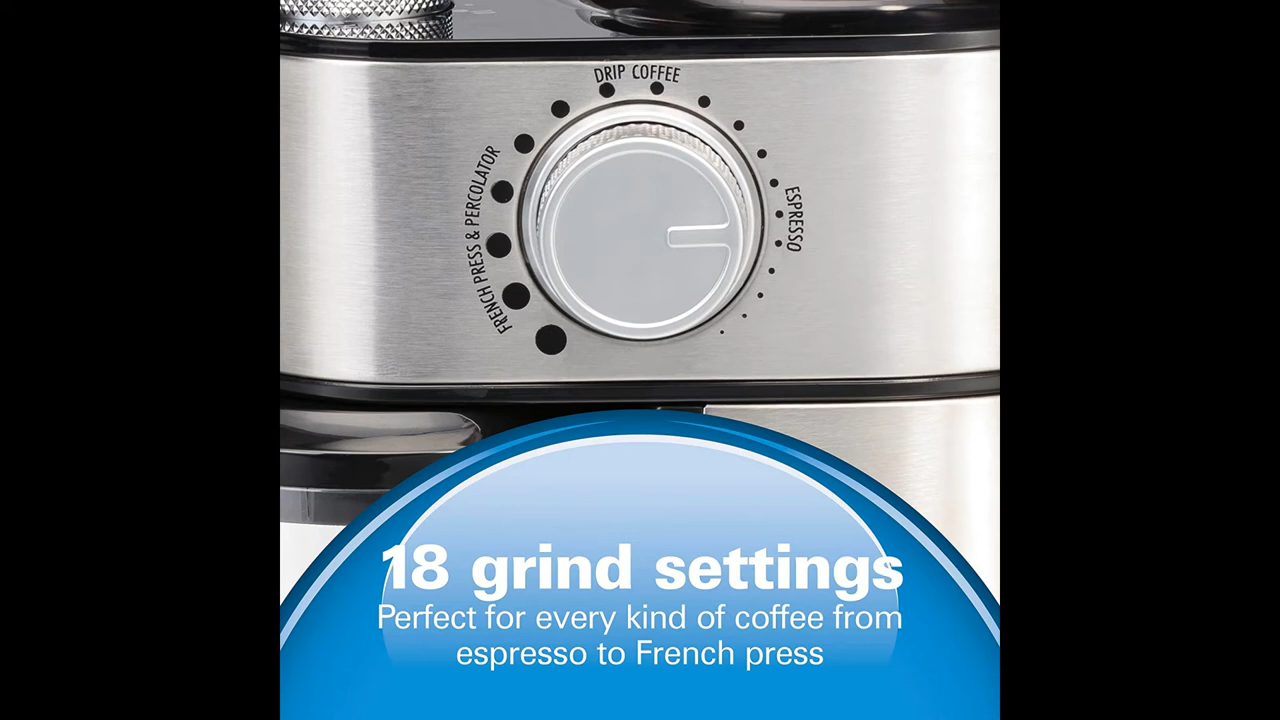 DRIP COFFEE
FRENCH PRESS & PERCOLATOR
ESPRESSO
18 grind settings
Perfect for every kind of coffee from
espresso to French press